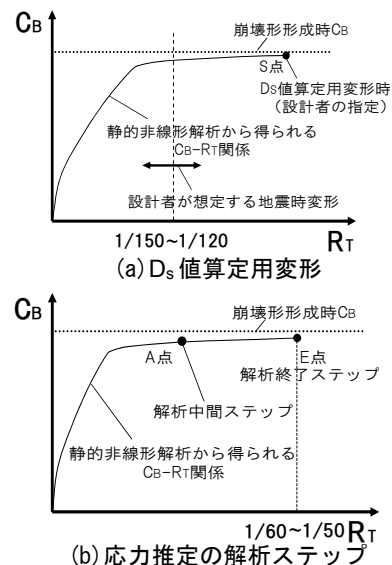 CB
崩壊形形成時CB
S点
DS値算定用変形時
(設計者の指定)
静的非線形解析から得られる
CB−RT関係
設計者が想定する地震時変形
1/150~1/120
RT
(a) Ds 値算定用変形
CB
崩壊形形成時CB
A点
E点
解析終了ステップ
解析中間ステップ
静的非線形解析から得られる
CB−RT関係
1/60~1/50 RT
(b) 応力推定の解析ステップ